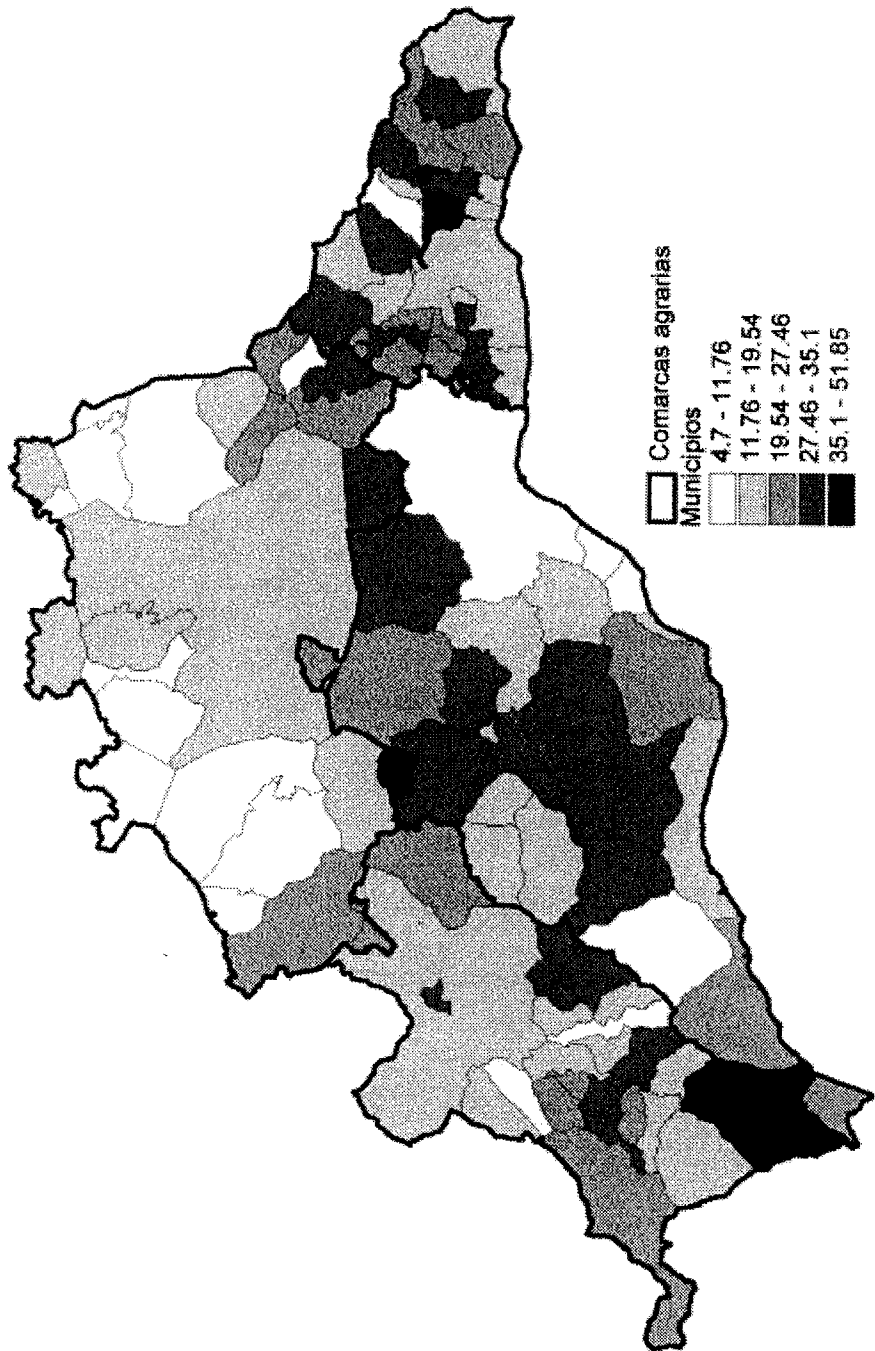 Comarcas agrarias
Municipios
4.7 - 11.76
11.76 - 19.54
19.54 - 27.46
27.46 - 35.1
35.1 - 51.85